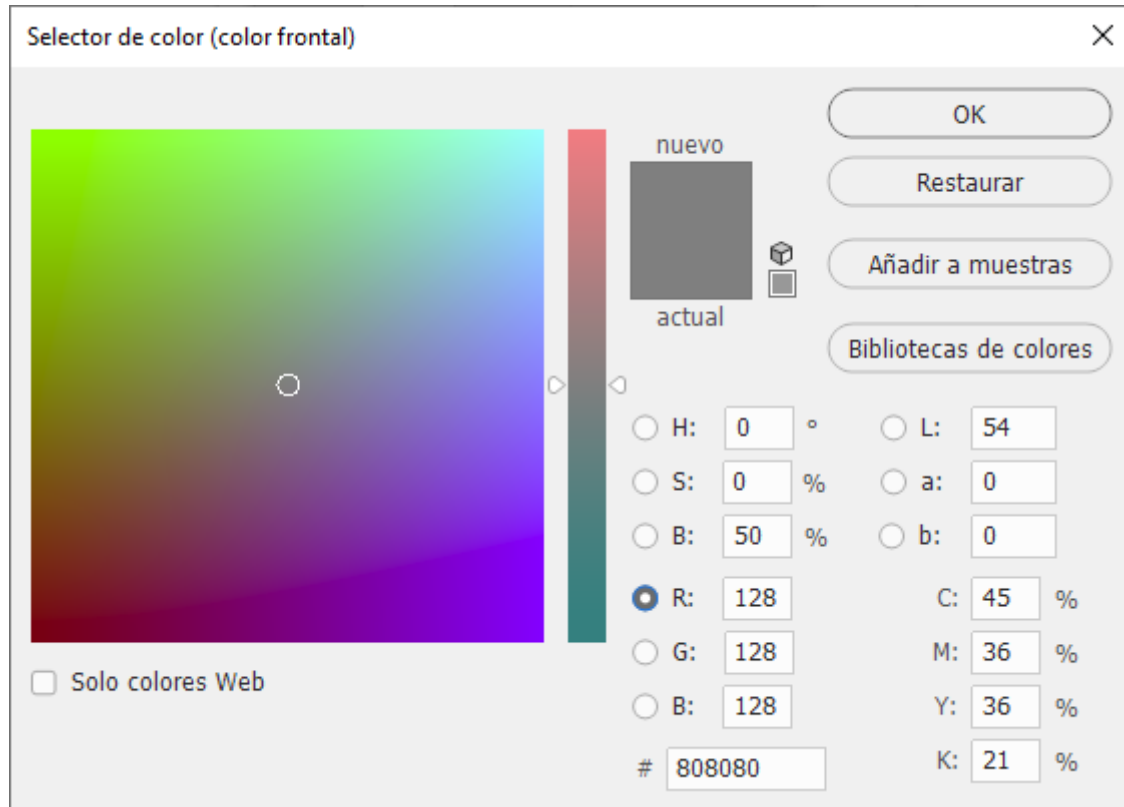 Selector de color (color frontal)
OK
nuevo
Restaurar
Añadir a muestras
actual
Bibliotecas de colores
H: 0 °
L: 54
S: 0 %
a: 0
B: 50 %
b: 0
R: 128
C: 45 %
G: 128
M: 36 %
Solo colores Web
B: 128
Y: 36 %
# 808080
K: 21 %